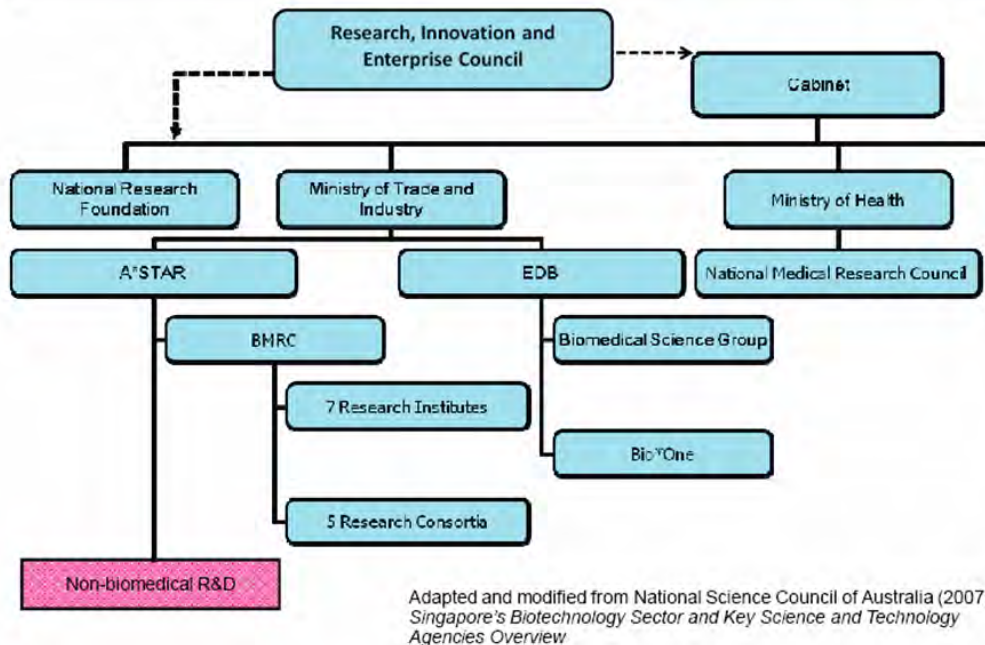 Research, Innovation and
Enterprise Council
Cabinet
National Research
Foundation
Ministry of Trade and
Industry
Ministry of Health
A*STAR
EDB
National Medical Research Council
BMRC
Biomedical Science Group
7 Research Institutes
Bio*One
5 Research Consortia
Non-biomedical R&D
Adapted and modified from National Science Council of Australia (2007
Singapore's Biotechnology Sector and Key Science and Technology
Agencies Overview